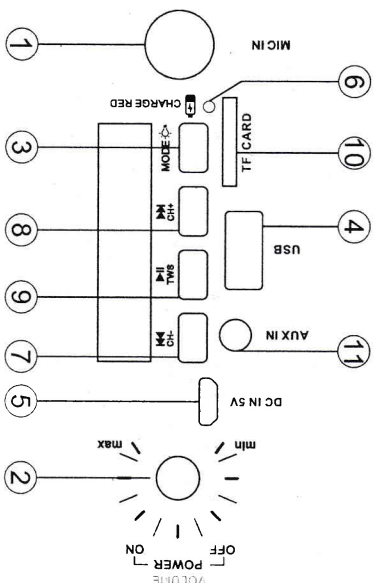 1
MIC IN
6
CHARGE RED
3
MODE
TF CARD
10
8
CH+
USB
4
9
TWS
7
CH-
AUX IN
11
5
DC IN 5V
max
min
2
ON
OFF
POWER
VOLUME